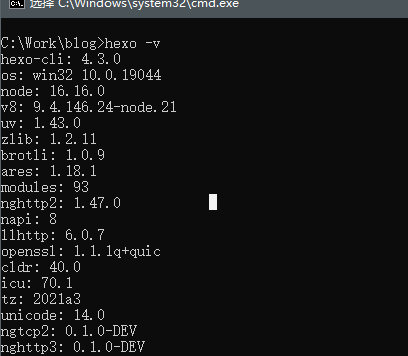 选择 C:\Windows\system32\cmd.exe
C:\Work\blog>hexo -v
hexo-cli: 4.3.0
os: win32 10.0.19044
node: 16.16.0
v8: 9.4.146.24-node.21
uv: 1.43.0
zlib: 1.2.11
brotli: 1.0.9
ares: 1.18.1
modules: 93
nghttp2: 1.47.0
napi: 8
llhttp: 6.0.7
openssl: 1.1.1q+quic
cldr: 40.0
icu: 70.1
tz: 2021a3
unicode: 14.0
ngtcp2: 0.1.0-DEV
nghttp3: 0.1.0-DEV